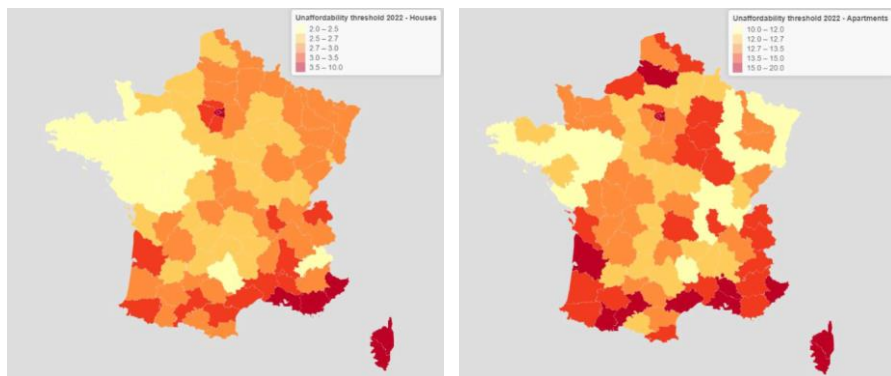 Unaffordability threshold 2022 - Houses
2.0 – 2.5
2.5 – 2.7
2.7 – 3.0
3.0 – 3.5
3.5 – 10.0
Unaffordability threshold 2022 - Apartments
10.0 – 12.0
12.0 – 12.7
12.7 – 13.5
13.5 – 15.0
15.0 – 20.0